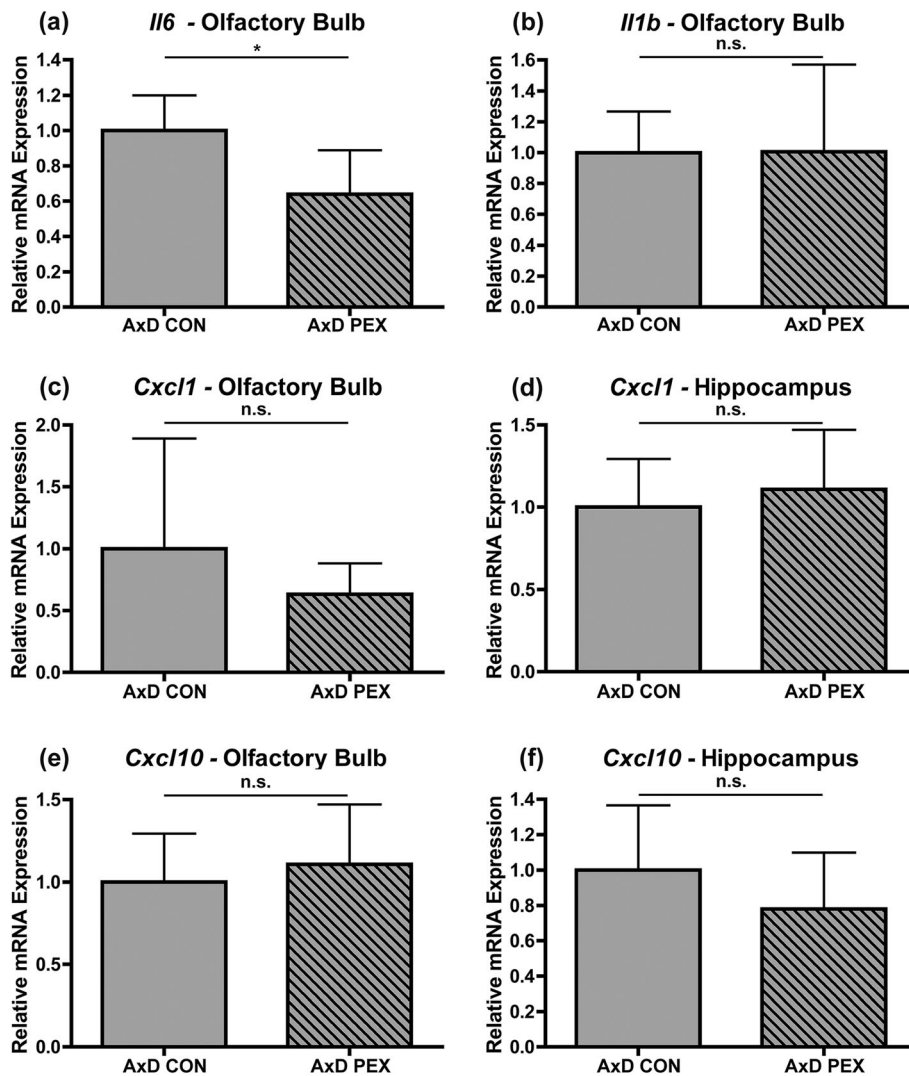 (a)
Il6 - Olfactory Bulb
*
Relative mRNA Expression
1.4
1.2
1.0
0.8
0.6
0.4
0.2
0.0
AxD CON AxD PEX
(b)
Il1b - Olfactory Bulb
n.s.
Relative mRNA Expression
1.6
1.4
1.2
1.0
0.8
0.6
0.4
0.2
0.0
AxD CON AxD PEX
(c)
Cxcl1 - Olfactory Bulb
n.s.
Relative mRNA Expression
2.0
1.5
1.0
0.5
0.0
AxD CON AxD PEX
(d)
Cxcl1 - Hippocampus
n.s.
Relative mRNA Expression
1.5
1.0
0.5
0.0
AxD CON AxD PEX
(e)
Cxcl10 - Olfactory Bulb
n.s.
Relative mRNA Expression
1.5
1.0
0.5
0.0
AxD CON AxD PEX
(f)
Cxcl10 - Hippocampus
n.s.
Relative mRNA Expression
1.4
1.2
1.0
0.8
0.6
0.4
0.2
0.0
AxD CON AxD PEX